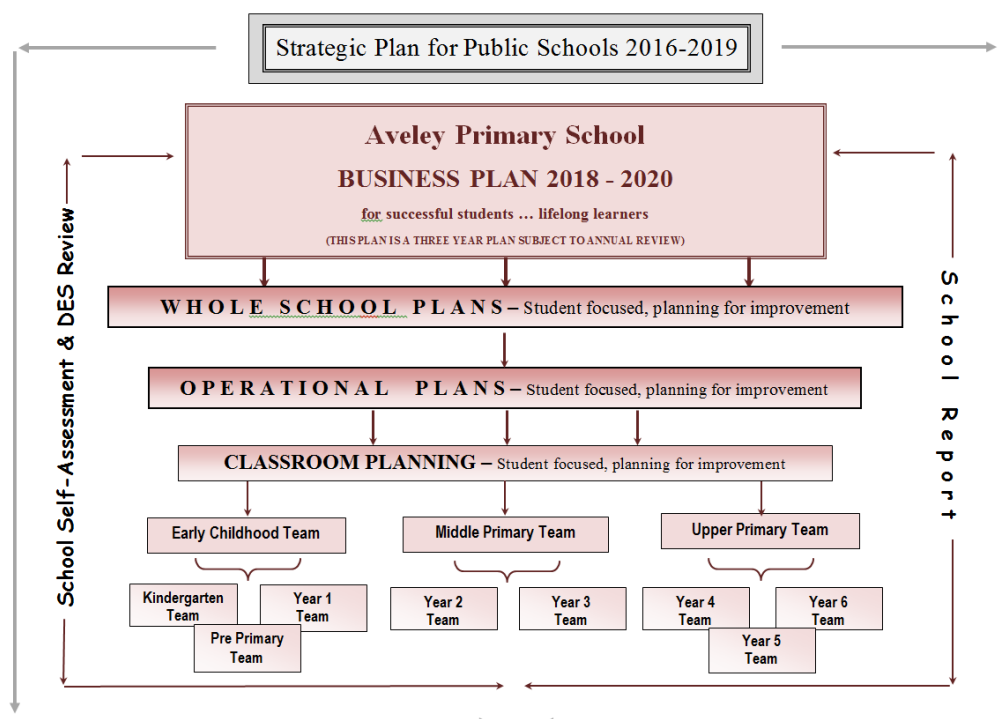 Strategic Plan for Public Schools 2016-2019
Aveley Primary School
BUSINESS PLAN 2018 - 2020
for successful students … lifelong learners
(THIS PLAN IS A THREE YEAR PLAN SUBJECT TO ANNUAL REVIEW)
WHOLE SCHOOL PLANS – Student focused, planning for improvement
OPERATIONAL PLANS – Student focused, planning for improvement
CLASSROOM PLANNING – Student focused, planning for improvement
Early Childhood Team
Middle Primary Team
Upper Primary Team
Kindergarten
Team
Year 1
Team
Pre Primary
Team
Year 2
Team
Year 3
Team
Year 4
Team
Year 6
Team
Year 5
Team
School Self-Assessment & DES Review
School Report